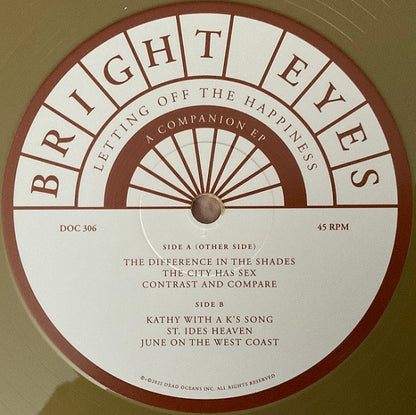 BRIGHT EYES
LETTING OFF THE HAPPINESS
A COMPANION EP
DOC 306
45 RPM
SIDE A (OTHER SIDE)
THE DIFFERENCE IN THE SHADES
THE CITY HAS SEX
CONTRAST AND COMPARE
SIDE B
KATHY WITH A K'S SONG
ST. IDES HEAVEN
JUNE ON THE WEST COAST
℗+©2022 DEAD OCEANS INC. ALL RIGHTS RESERVED